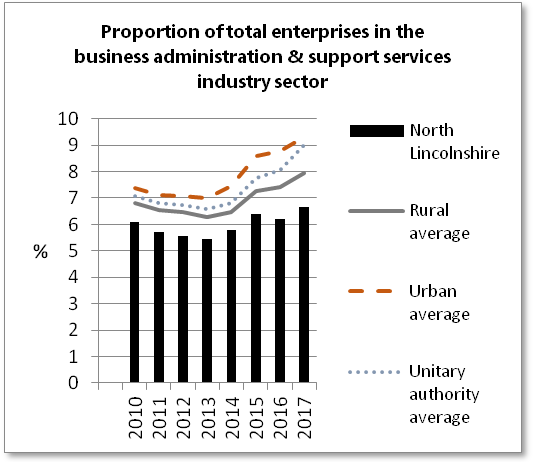 Proportion of total enterprises in the
business administration & support services
industry sector
10
9
8
7
6
5
4
3
2
1
0
%
2010
2011
2012
2013
2014
2015
2016
2017
North
Lincolnshire
Rural
average
Urban
average
Unitary
authority
average